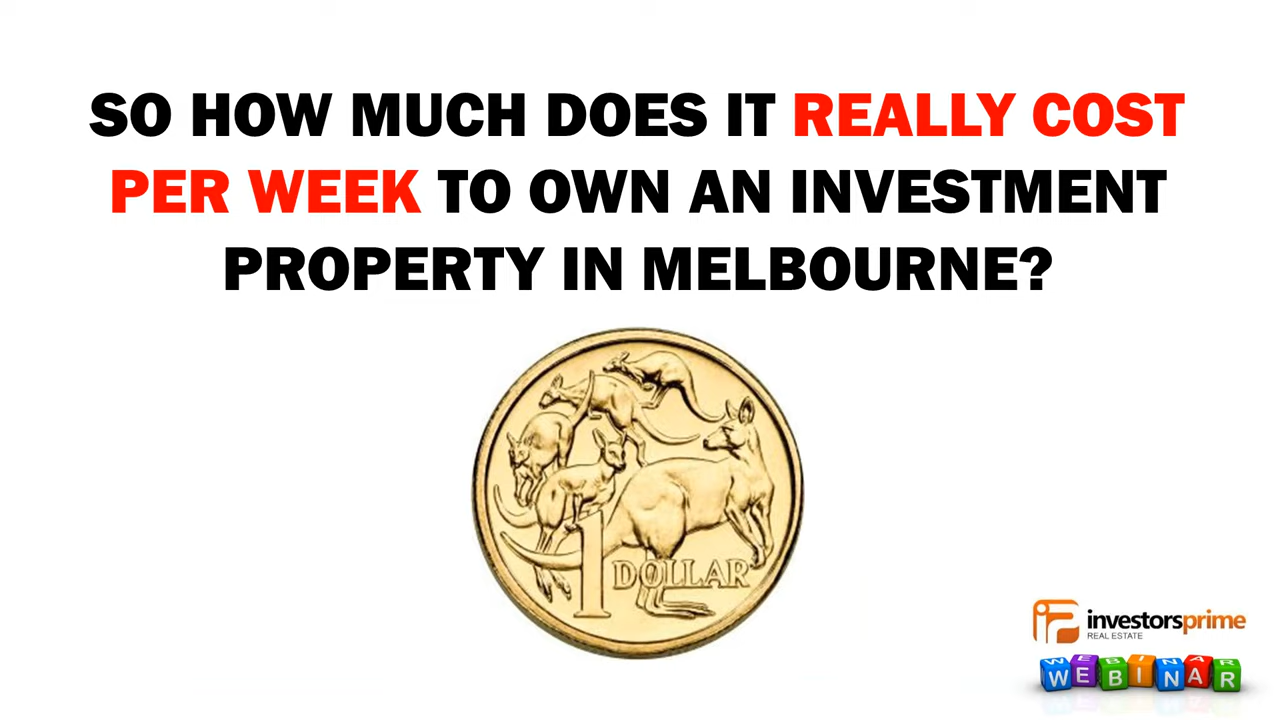 SO HOW MUCH DOES IT REALLY COST
PER WEEK TO OWN AN INVESTMENT
PROPERTY IN MELBOURNE?
1 DOLLAR
investorsprime
REAL ESTATE
WEBINAR
WEBINAR